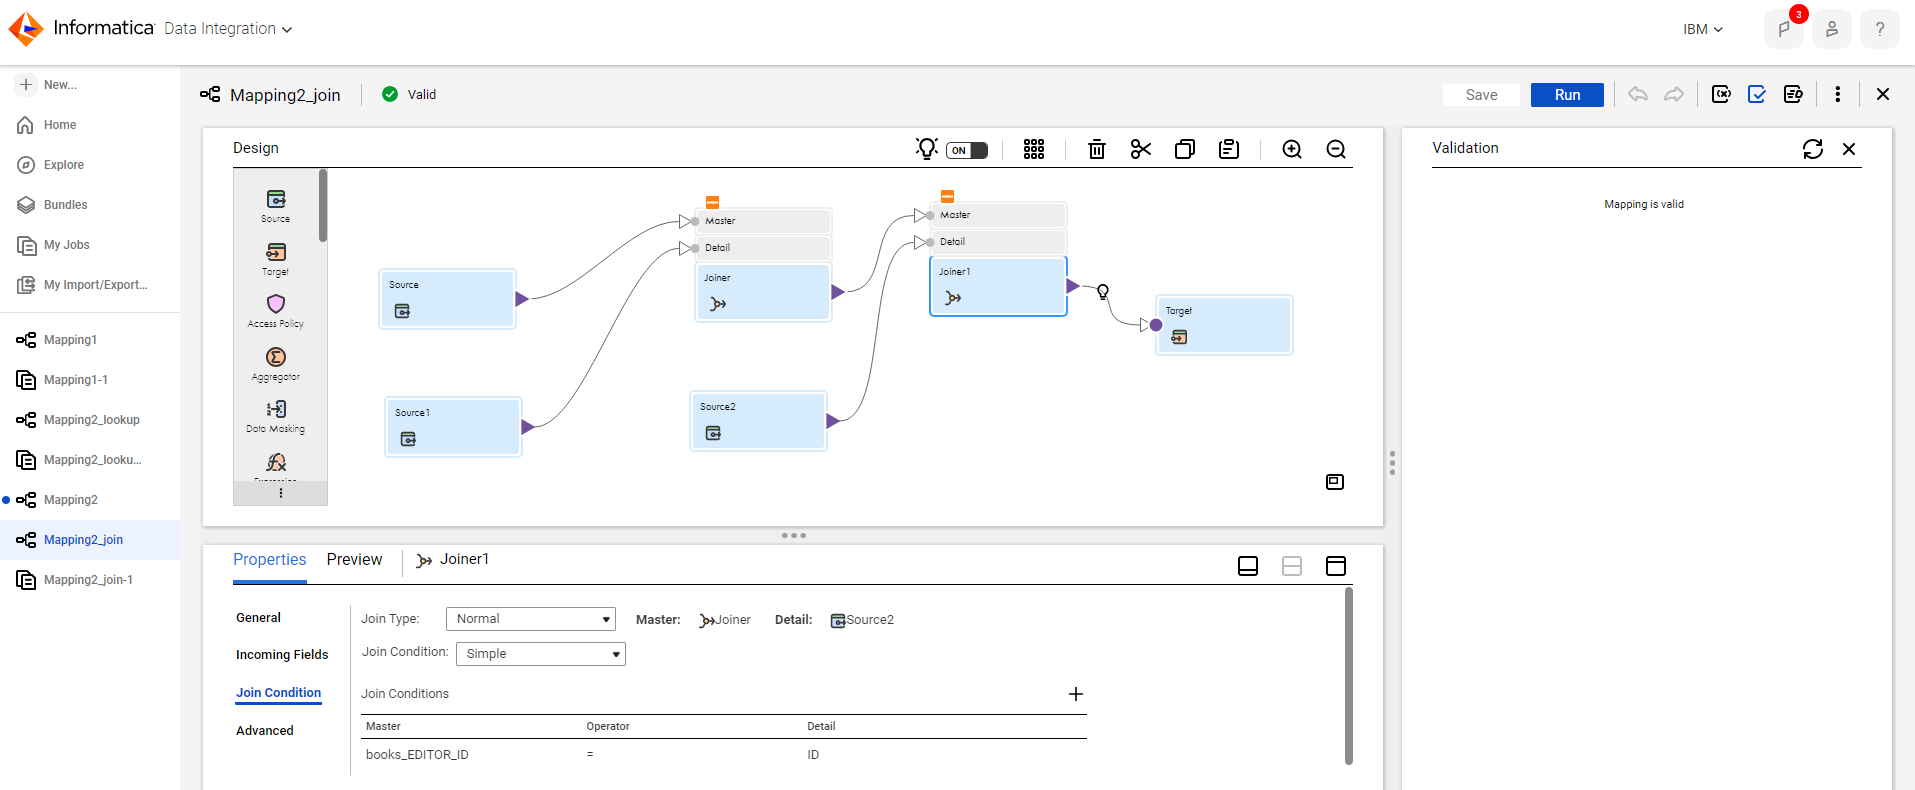 Informatica Data Integration
IBM
3
?
New...
Home
Explore
Bundles
My Jobs
My Import/Export...
Mapping1
Mapping1-1
Mapping2_lookup
Mapping2_looku...
Mapping2
Mapping2_join
Mapping2_join-1
Mapping2_join
Valid
Save
Run
Design
ON
Source
Target
Access Policy
Aggregator
Data Masking
Expression
Source
Source1
Master
Detail
Joiner
Source2
Master
Detail
Joiner1
Target
Validation
Mapping is valid
Properties
Preview
Joiner1
General
Incoming Fields
Join Condition
Advanced
Join Type: Normal Master: Joiner Detail: Source2
Join Condition: Simple
Join Conditions
Master Operator Detail
books_EDITOR_ID = ID